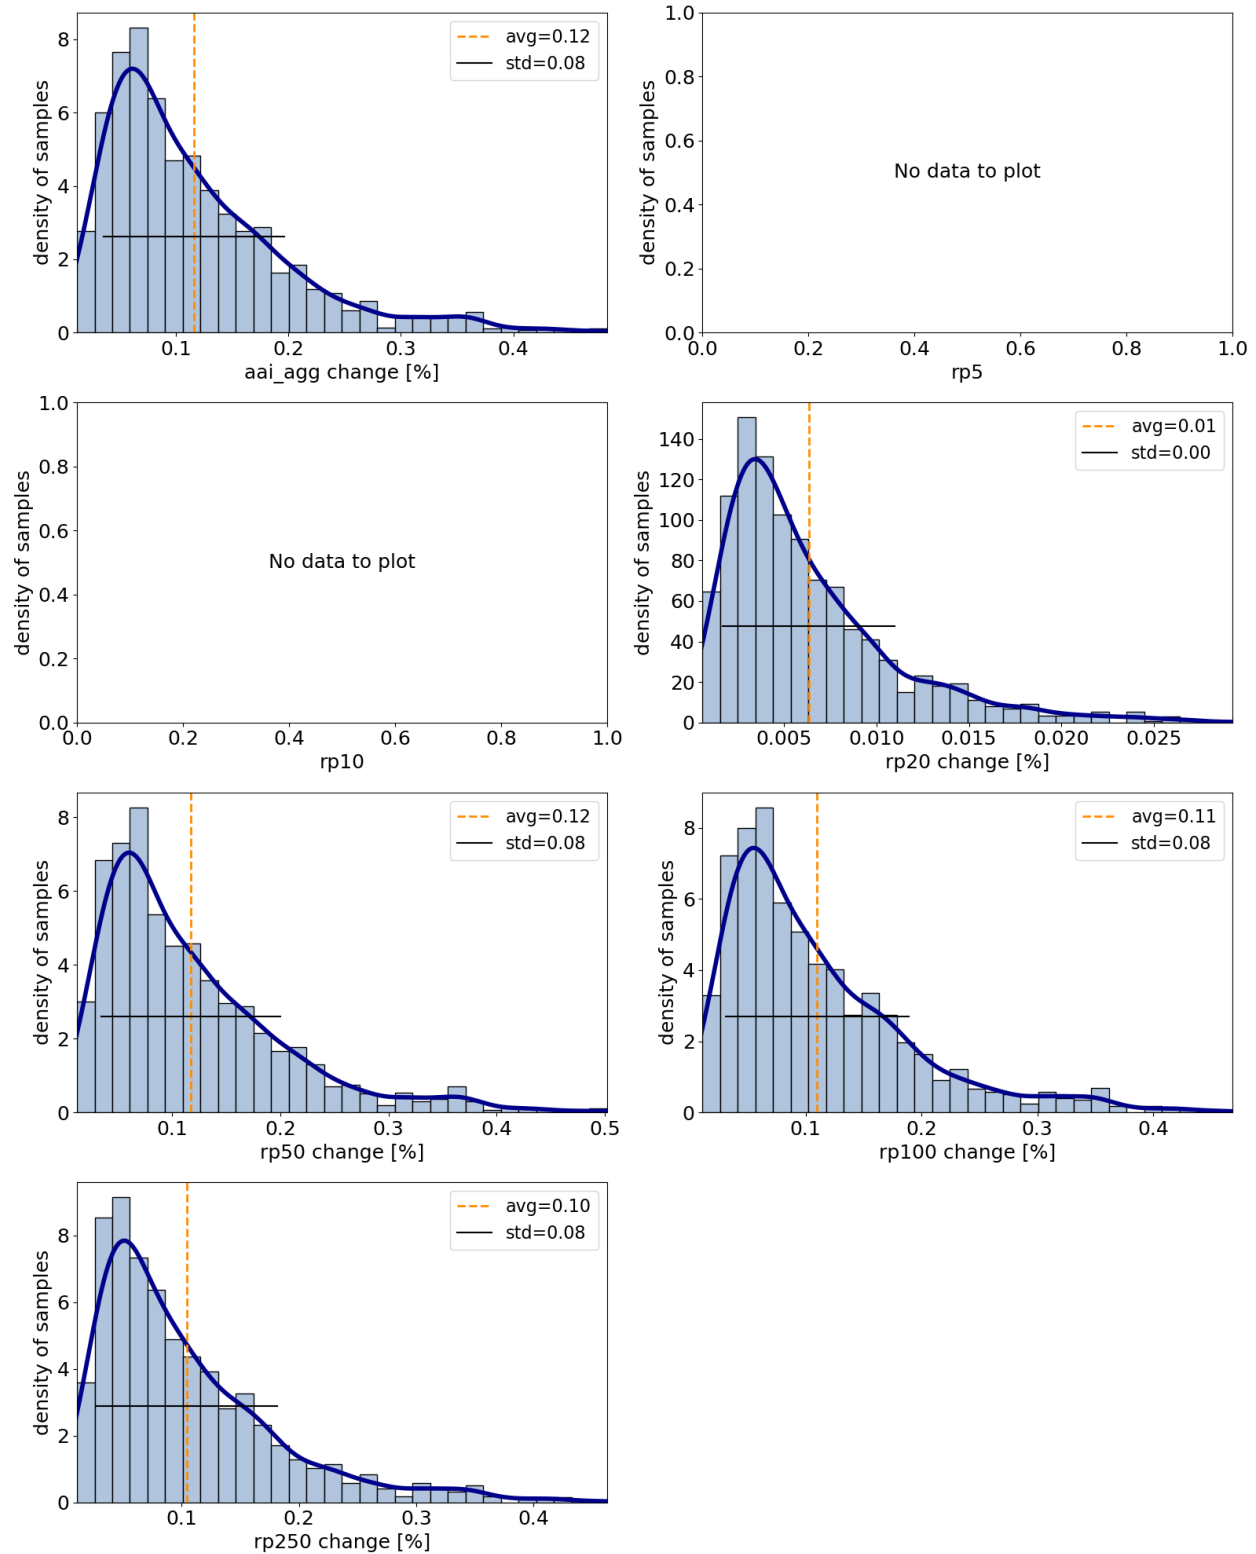 density of samples
8
6
4
2
0
avg=0.12
std=0.08
0.1 0.2 0.3 0.4
aai_agg change [%]
density of samples
1.0
0.8
0.6
0.4
0.2
0.0
No data to plot
0.0 0.2 0.4 0.6 0.8 1.0
rp5
density of samples
1.0
0.8
0.6
0.4
0.2
0.0
No data to plot
0.0 0.2 0.4 0.6 0.8 1.0
rp10
density of samples
140
120
100
80
60
40
20
0
avg=0.01
std=0.00
0.005 0.010 0.015 0.020 0.025
rp20 change [%]
density of samples
8
6
4
2
0
avg=0.12
std=0.08
0.1 0.2 0.3 0.4 0.5
rp50 change [%]
density of samples
8
6
4
2
0
avg=0.11
std=0.08
0.1 0.2 0.3 0.4
rp100 change [%]
density of samples
8
6
4
2
0
avg=0.10
std=0.08
0.1 0.2 0.3 0.4
rp250 change [%]